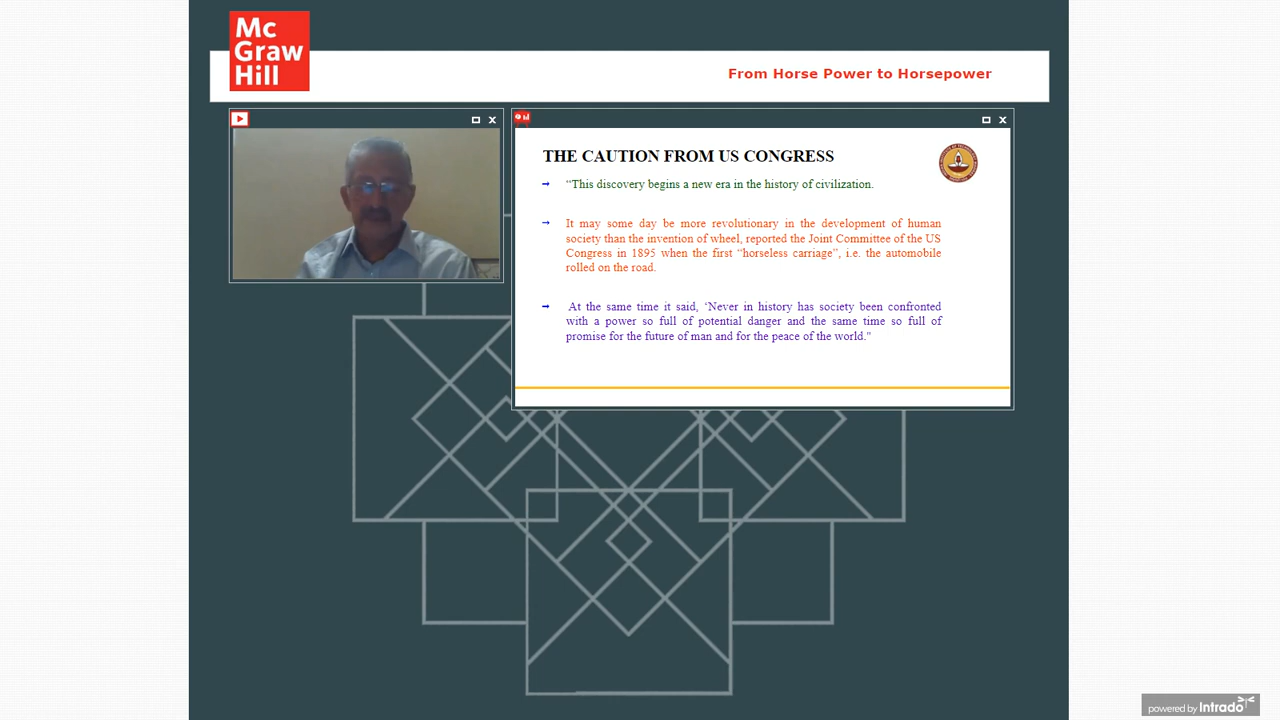 Mc
Graw
Hill
From Horse Power to Horsepower
THE CAUTION FROM US CONGRESS
“This discovery begins a new era in the history of civilization.
It may some day be more revolutionary in the development of human
society than the invention of wheel, reported the Joint Committee of the US
Congress in 1895 when the first “horseless carriage”, i.e. the automobile
rolled on the road.
At the same time it said, ‘Never in history has society been confronted
with a power so full of potential danger and the same time so full of
promise for the future of man and for the peace of the world."
powered by Intrado